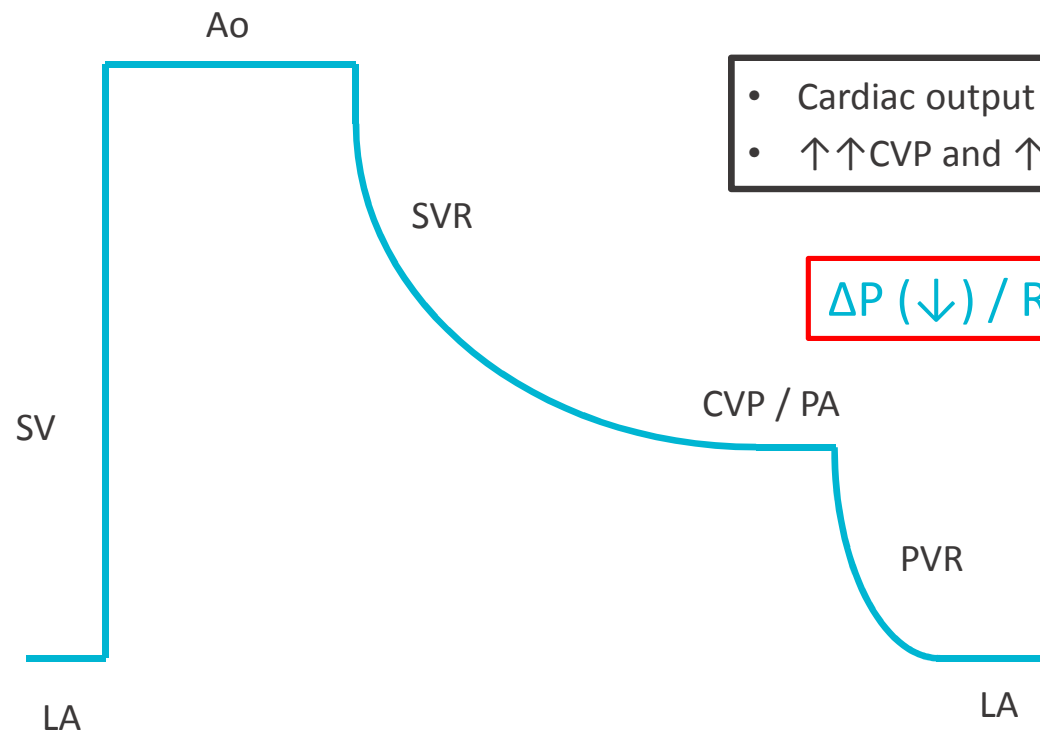 Ao
• Cardiac output
• ↑↑CVP and ↑
SVR
ΔP (↓) / R
CVP / PA
SV
PVR
LA
LA